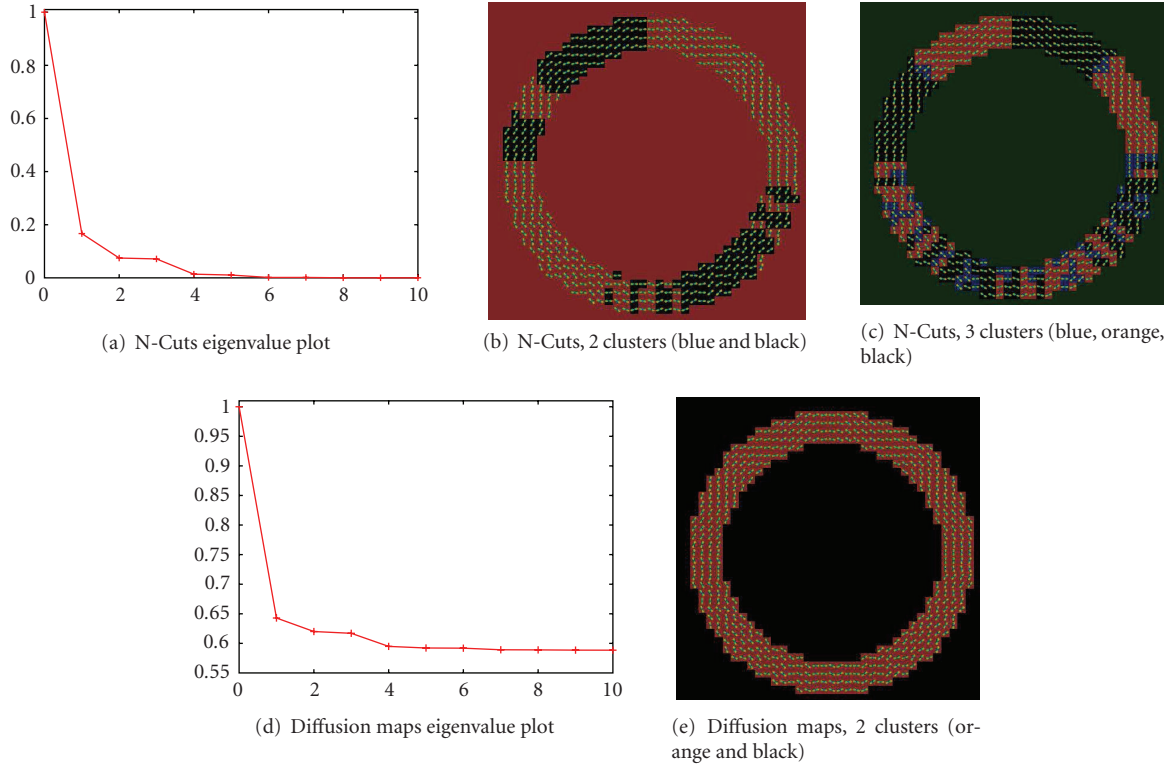 1
0.8
0.6
0.4
0.2
0
0 2 4 6 8 10
(a) N-Cuts eigenvalue plot
(b) N-Cuts, 2 clusters (blue and black)
(c) N-Cuts, 3 clusters (blue, orange,
black)
1
0.95
0.9
0.85
0.8
0.75
0.7
0.65
0.6
0.55
0 2 4 6 8 10
(d) Diffusion maps eigenvalue plot
(e) Diffusion maps, 2 clusters (or-
ange and black)